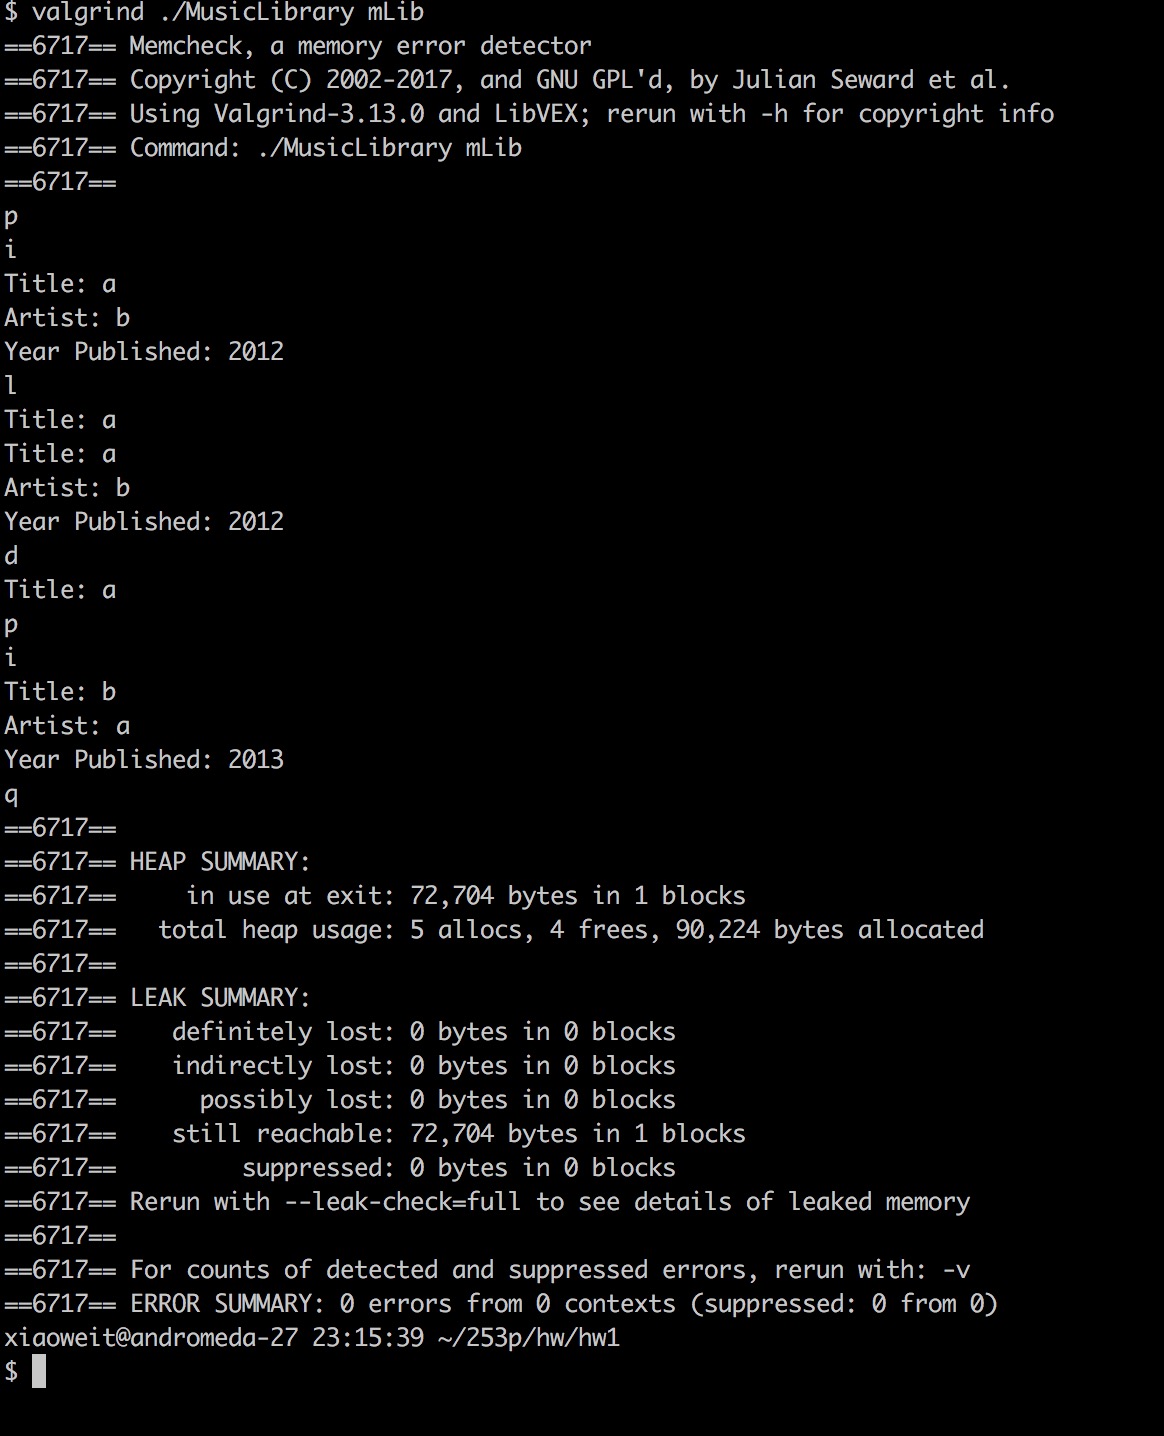 $ valgrind ./MusicLibrary mLib
==6717== Memcheck, a memory error detector
==6717== Copyright (C) 2002-2017, and GNU GPL'd, by Julian Seward et al.
==6717== Using Valgrind-3.13.0 and LibVEX; rerun with -h for copyright info
==6717== Command: ./MusicLibrary mLib
==6717==
p
i
Title: a
Artist: b
Year Published: 2012
l
Title: a
Title: a
Artist: b
Year Published: 2012
d
Title: a
p
i
Title: b
Artist: a
Year Published: 2013
q
==6717==
==6717== HEAP SUMMARY:
==6717==     in use at exit: 72,704 bytes in 1 blocks
==6717==   total heap usage: 5 allocs, 4 frees, 90,224 bytes allocated
==6717==
==6717== LEAK SUMMARY:
==6717==    definitely lost: 0 bytes in 0 blocks
==6717==    indirectly lost: 0 bytes in 0 blocks
==6717==      possibly lost: 0 bytes in 0 blocks
==6717==    still reachable: 72,704 bytes in 1 blocks
==6717==         suppressed: 0 bytes in 0 blocks
==6717== Rerun with --leak-check=full to see details of leaked memory
==6717==
==6717== For counts of detected and suppressed errors, rerun with: -v
==6717== ERROR SUMMARY: 0 errors from 0 contexts (suppressed: 0 from 0)
xiaoweit@andromeda-27 23:15:39 ~/253p/hw/hw1
$